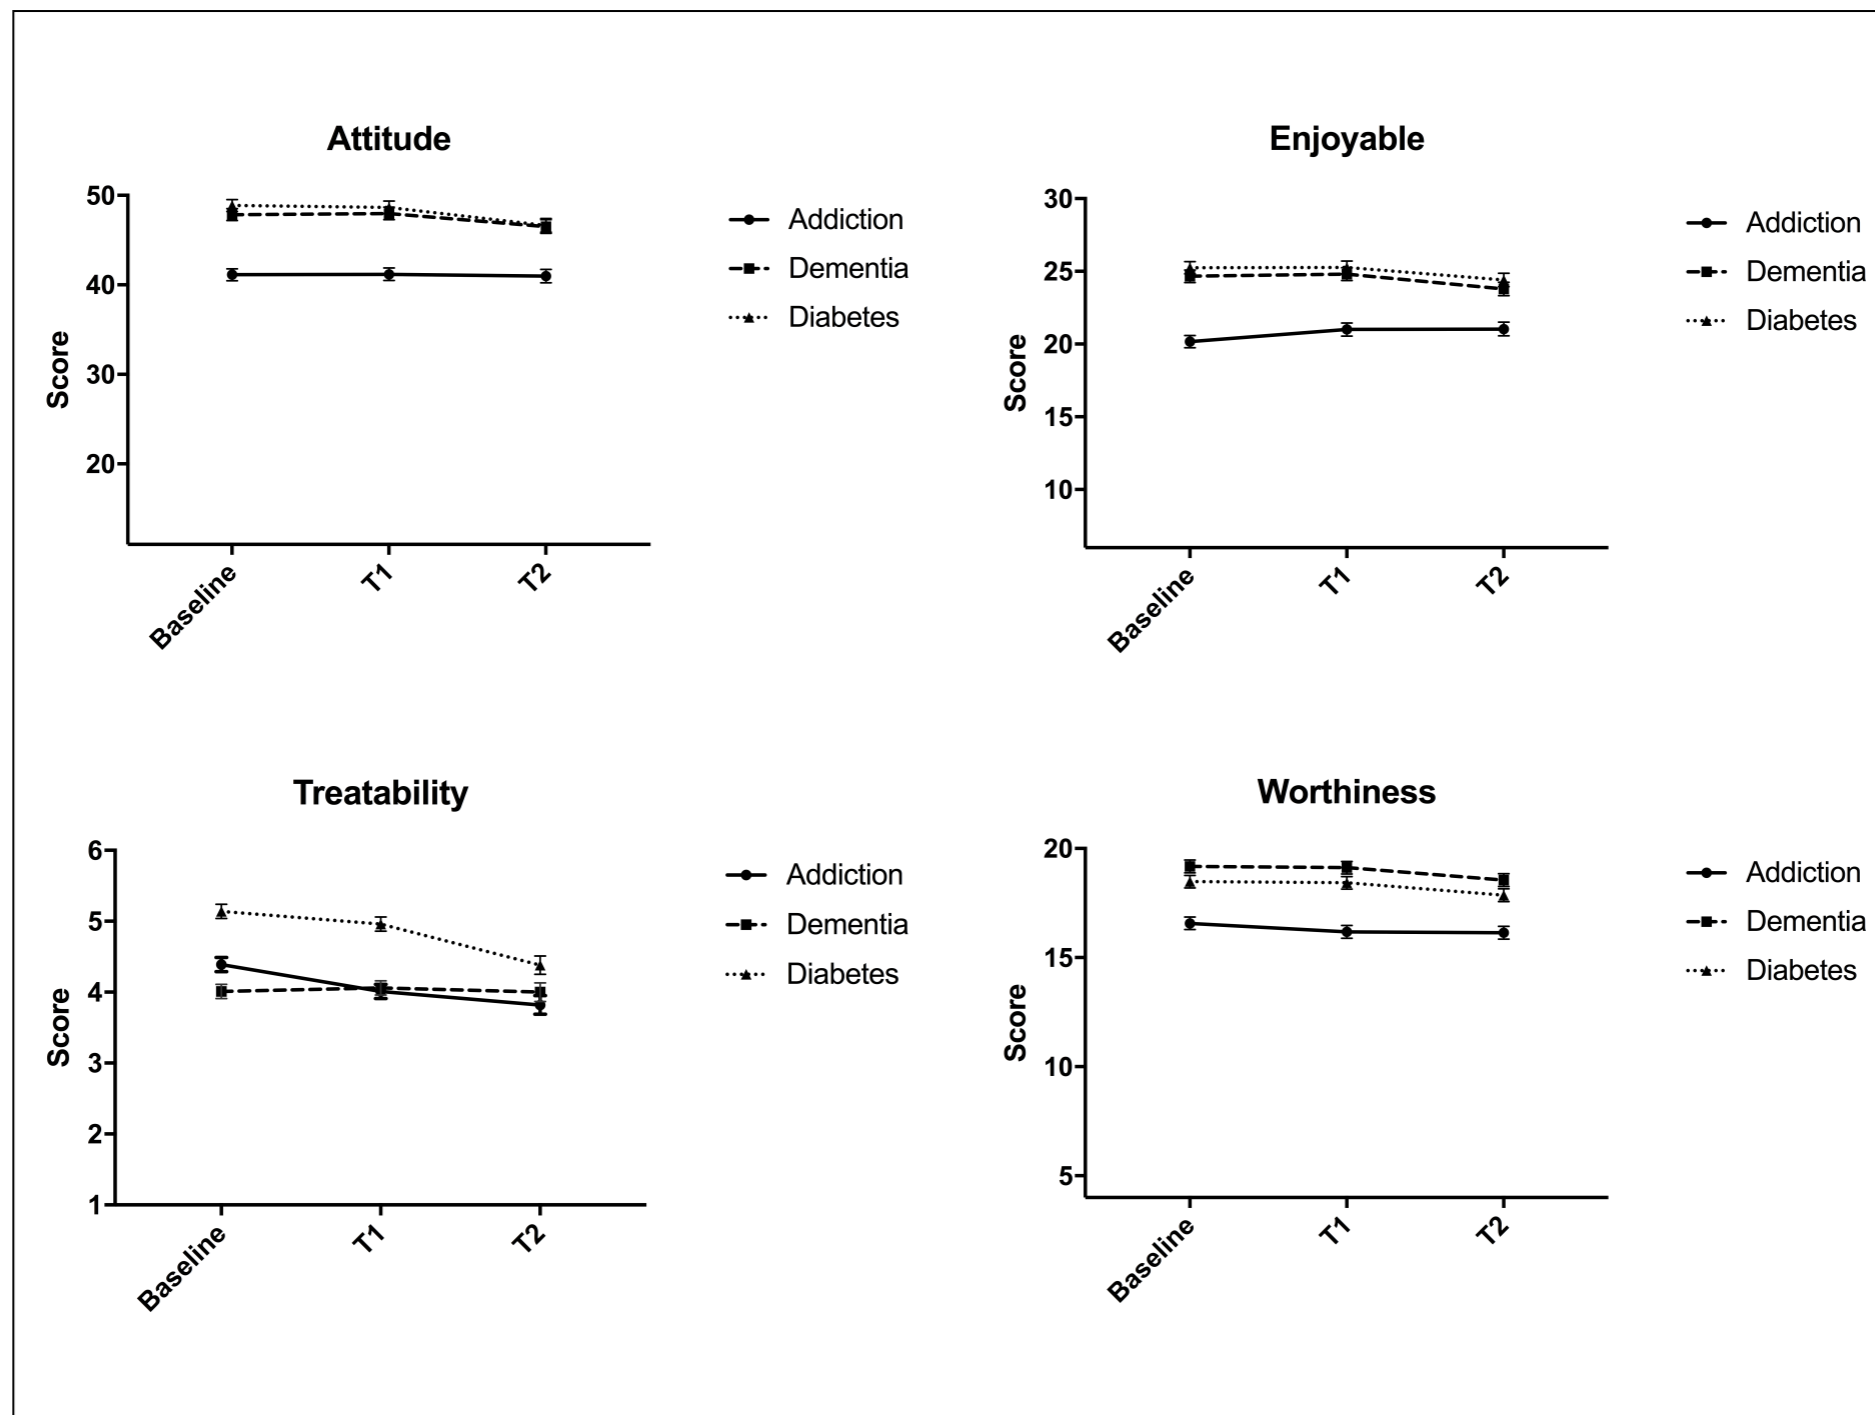 Attitude
50
40
30
20
Score
Baseline
T1
T2
Addiction
Dementia
Diabetes
Enjoyable
30
25
20
15
10
Score
Baseline
T1
T2
Addiction
Dementia
Diabetes
Treatability
6
5
4
3
2
1
Score
Baseline
T1
T2
Addiction
Dementia
Diabetes
Worthiness
20
15
10
5
Score
Baseline
T1
T2
Addiction
Dementia
Diabetes